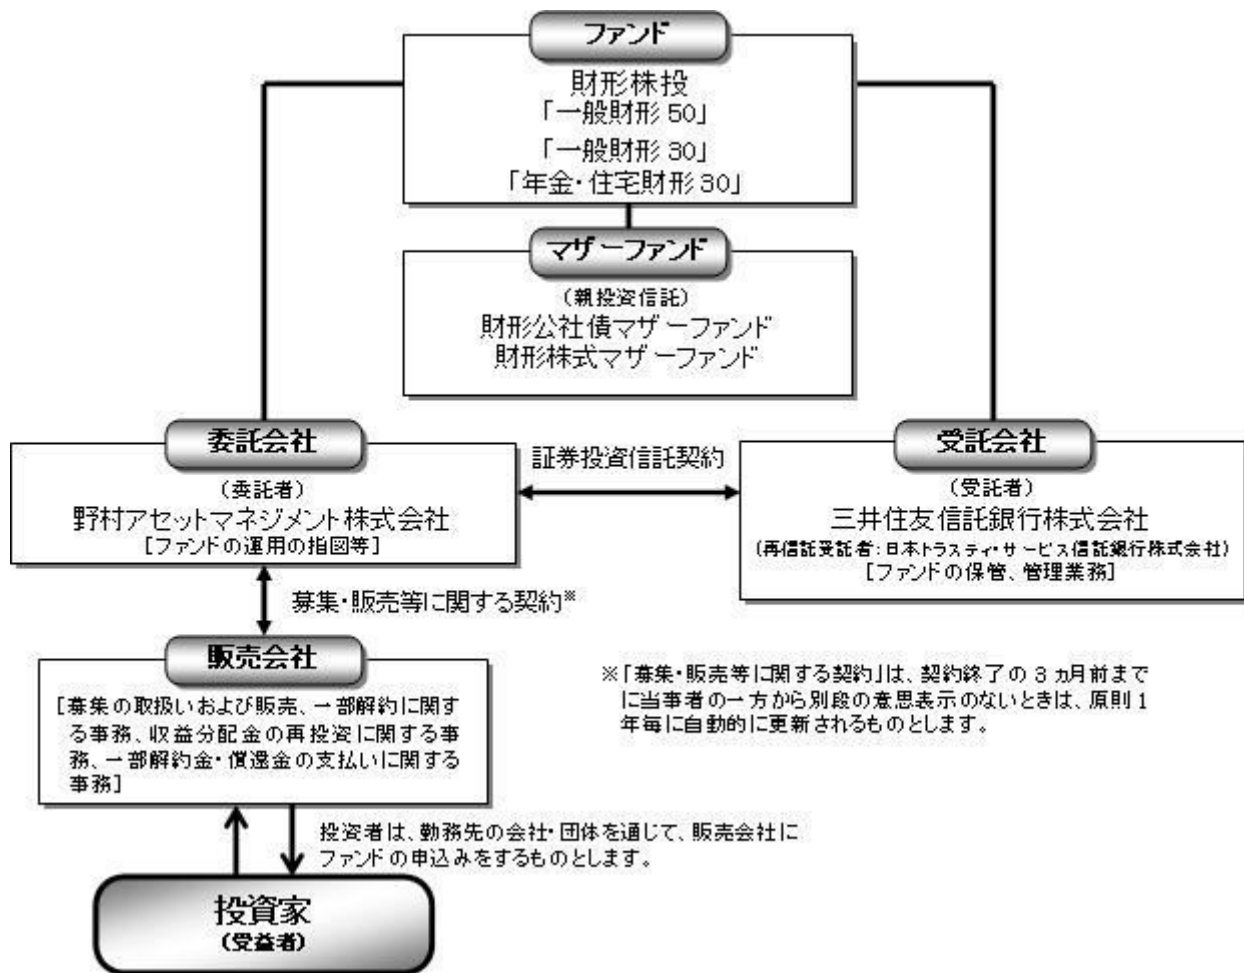 ファンド
財形株投
「一般財形50」
「一般財形30」
「年金・住宅財形30」
マザーファンド
(親投資信託)
財形公社債マザーファンド
財形株式マザーファンド
委託会社
(委託者)
野村アセットマネジメント株式会社
[ファンドの運用の指図等]
証券投資信託契約
受託会社
(受託者)
三井住友信託銀行株式会社
(再信託受託者:日本トラスティ・サービス信託銀行株式会社)
[ファンドの保管、管理業務]
募集・販売等に関する契約※
販売会社
[募集の取扱いおよび販売、一部解約に関す
る事務、収益分配金の再投資に関する事
務、一部解約金・償還金の支払いに関する
事務]
※「募集・販売等に関する契約」は、契約終了の3ヵ月前まで
に当事者の一方から別段の意思表示のないときは、原則1
年毎に自動的に更新されるものとします。
投資者は、勤務先の会社・団体を通じて、販売会社に
ファンドの申込みをするものとします。
投資家
(受益者)